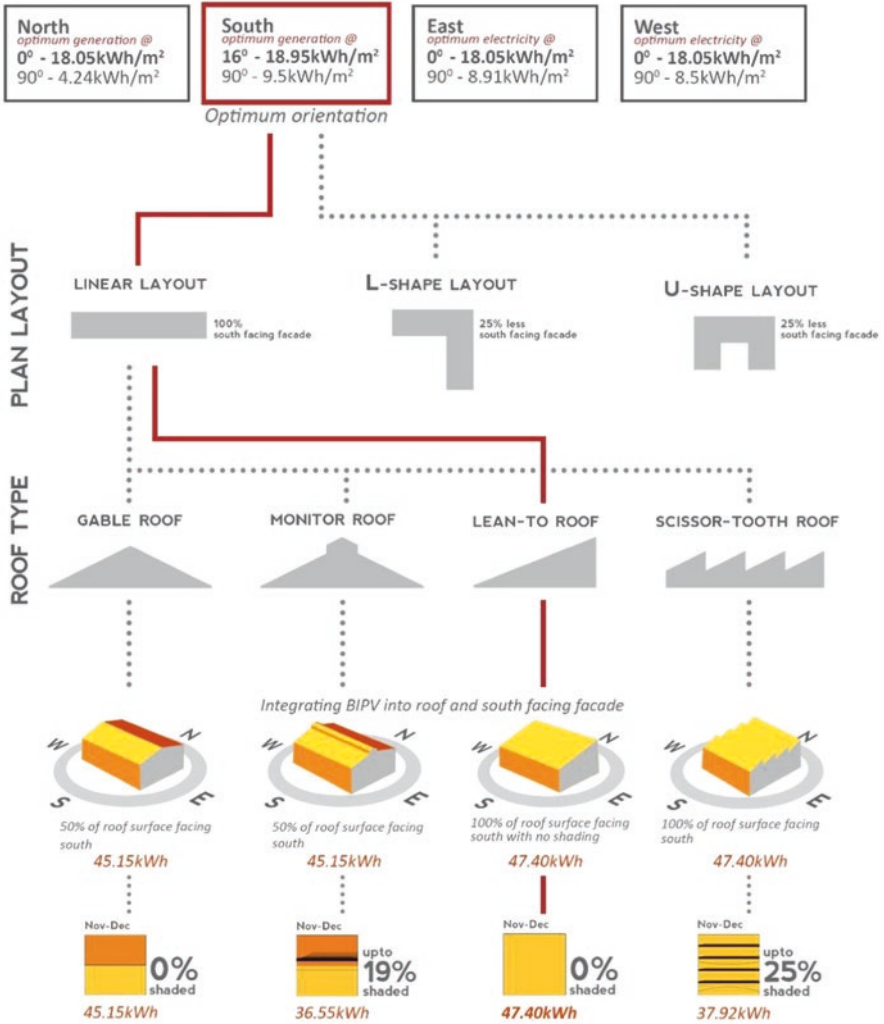 North
optimum generation @
0⁰ - 18.05kWh/m²
90⁰ - 4.24kWh/m²
South
optimum generation @
16⁰ - 18.95kWh/m²
90⁰ - 9.5kWh/m²
East
optimum electricity @
0⁰ - 18.05kWh/m²
90⁰ - 8.91kWh/m²
West
optimum electricity @
0⁰ - 18.05kWh/m²
90⁰ - 8.5kWh/m²
Optimum orientation
PLAN LAYOUT
LINEAR LAYOUT
100%
south facing facade
L-SHAPE LAYOUT
25% less
south facing facade
U-SHAPE LAYOUT
25% less
south facing facade
ROOF TYPE
GABLE ROOF
MONITOR ROOF
LEAN-TO ROOF
SCISSOR-TOOTH ROOF
Integrating BIPV into roof and south facing facade
W
N
S
E
50% of roof surface facing
south
45.15kWh
W
N
S
E
50% of roof surface facing
south
45.15kWh
W
N
S
E
100% of roof surface facing
south with no shading
47.40kWh
W
N
S
E
100% of roof surface facing
south
47.40kWh
Nov-Dec
0%
shaded
45.15kWh
Nov-Dec
upto
19%
shaded
36.55kWh
Nov-Dec
0%
shaded
47.40kWh
Nov-Dec
upto
25%
shaded
37.92kWh